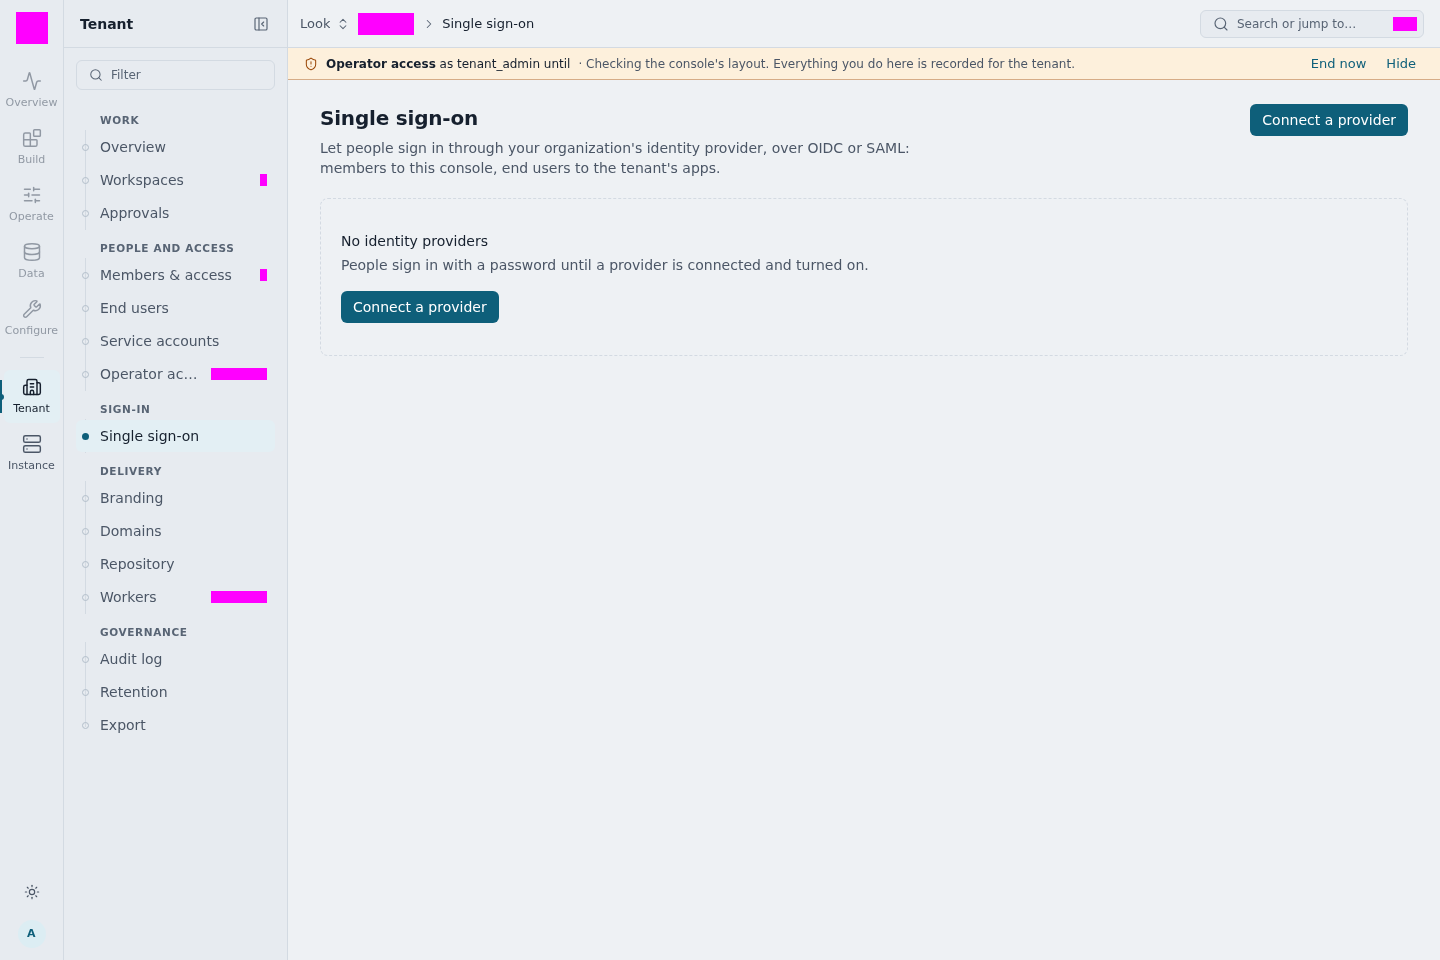 Tenant
Look
Single sign-on
Search or jump to...
Operator access as tenant_admin until · Checking the console's layout. Everything you do here is recorded for the tenant.
End now
Hide
Overview
Build
Operate
Data
Configure
Tenant
Instance
A
Filter
WORK
Overview
Workspaces
Approvals
PEOPLE AND ACCESS
Members & access
End users
Service accounts
Operator ac...
SIGN-IN
Single sign-on
DELIVERY
Branding
Domains
Repository
Workers
GOVERNANCE
Audit log
Retention
Export
Single sign-on
Connect a provider
Let people sign in through your organization's identity provider, over OIDC or SAML:
members to this console, end users to the tenant's apps.
No identity providers
People sign in with a password until a provider is connected and turned on.
Connect a provider